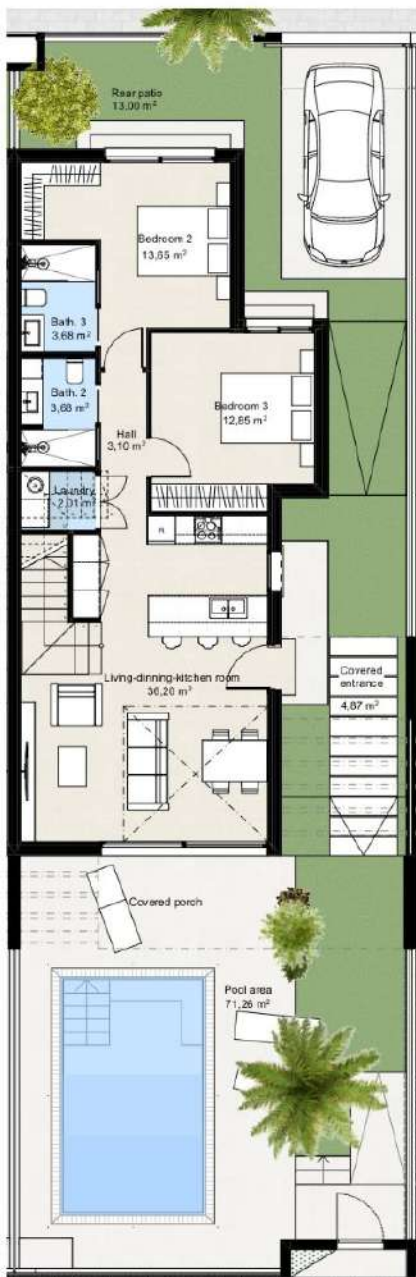 Rear patio
13,00 m²
Bedroom 2
13,65 m²
Bath. 3
3,68 m²
Bath. 2
3,68 m²
Bedroom 3
12,85 m²
Hall
3,10 m²
Laundry
2,01 m²
Living-dinning-kitchen room
36,20 m²
Covered
entrance
4,87 m²
Covered porch
Pool area
71,26 m²